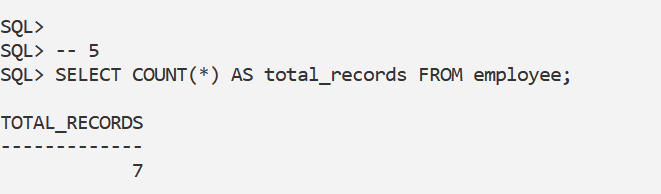 SQL>
SQL> -- 5
SQL> SELECT COUNT(*) AS total_records FROM employee;
TOTAL_RECORDS
-------------
7